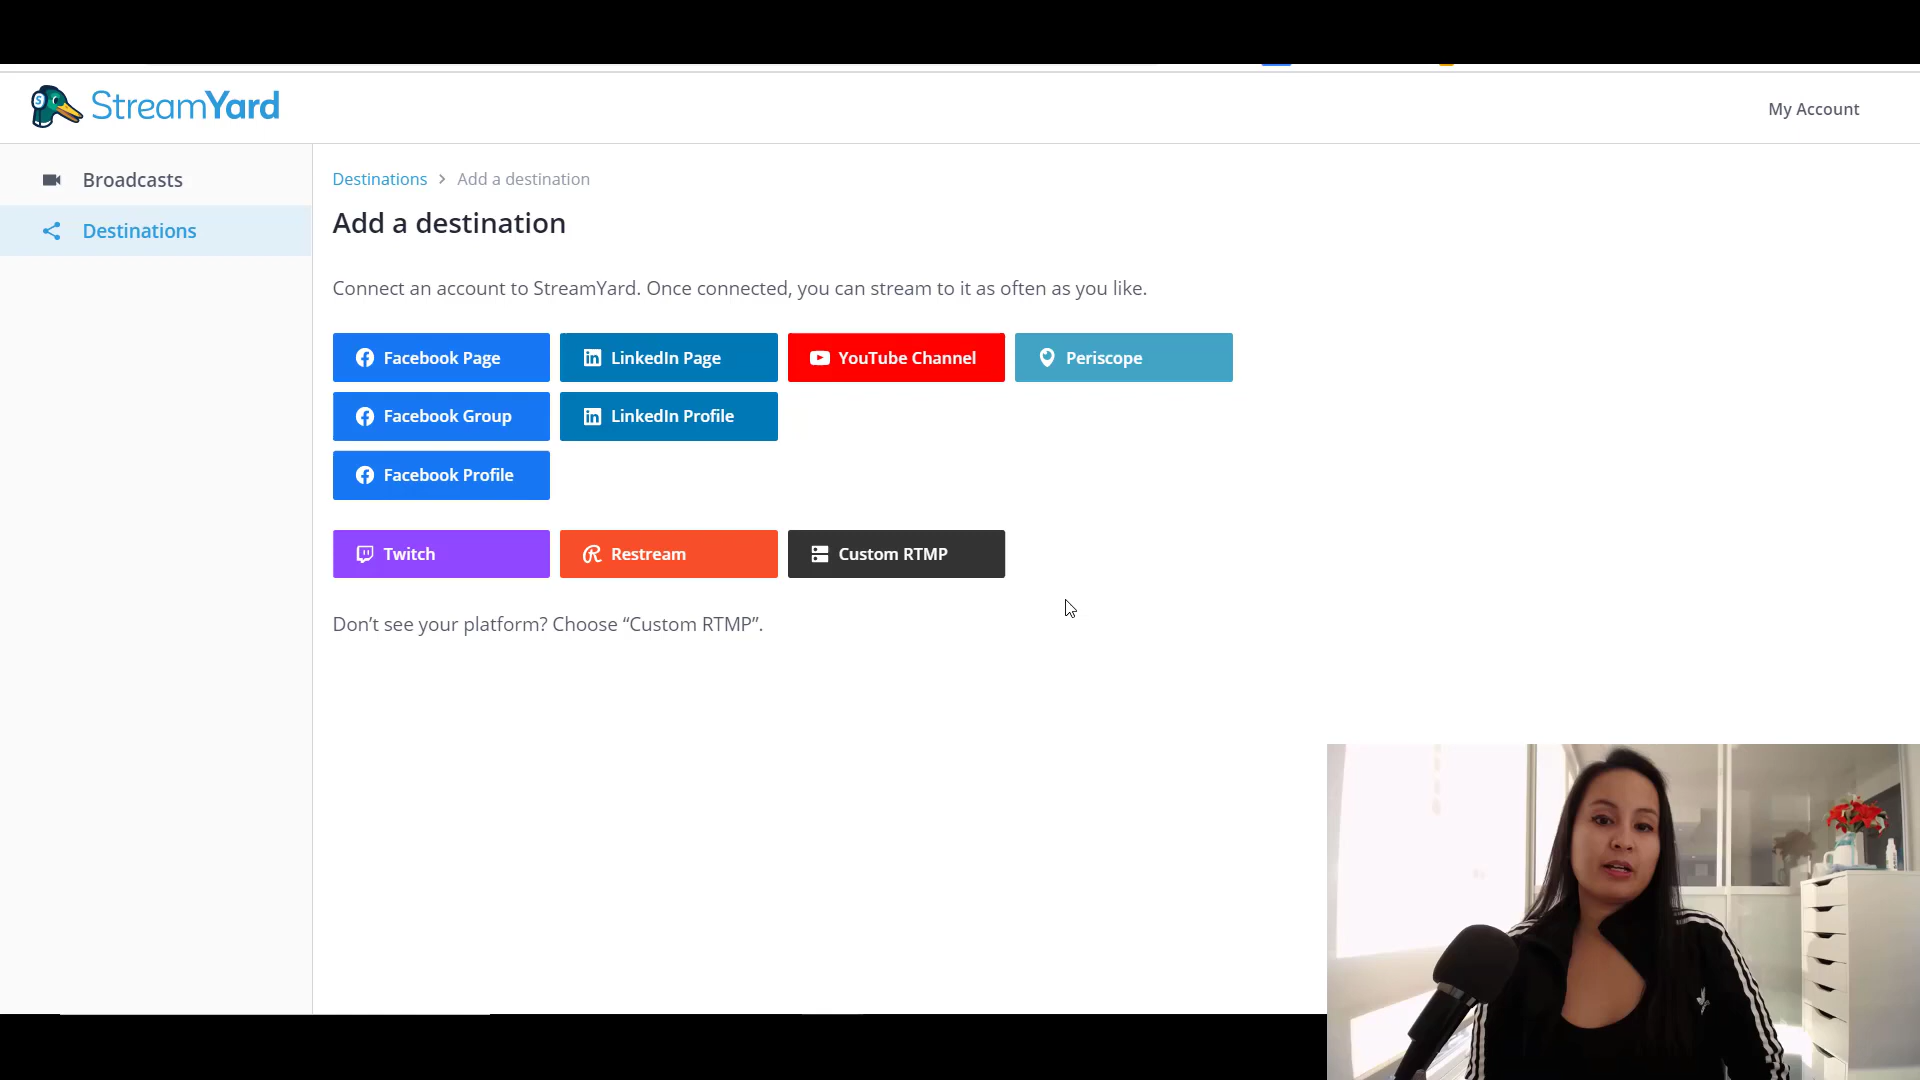 StreamYard
My Account
Broadcasts
Destinations
Destinations > Add a destination
Add a destination
Connect an account to StreamYard. Once connected, you can stream to it as often as you like.
Facebook Page
LinkedIn Page
YouTube Channel
Periscope
Facebook Group
LinkedIn Profile
Facebook Profile
Twitch
Restream
Custom RTMP
Don’t see your platform? Choose “Custom RTMP”.